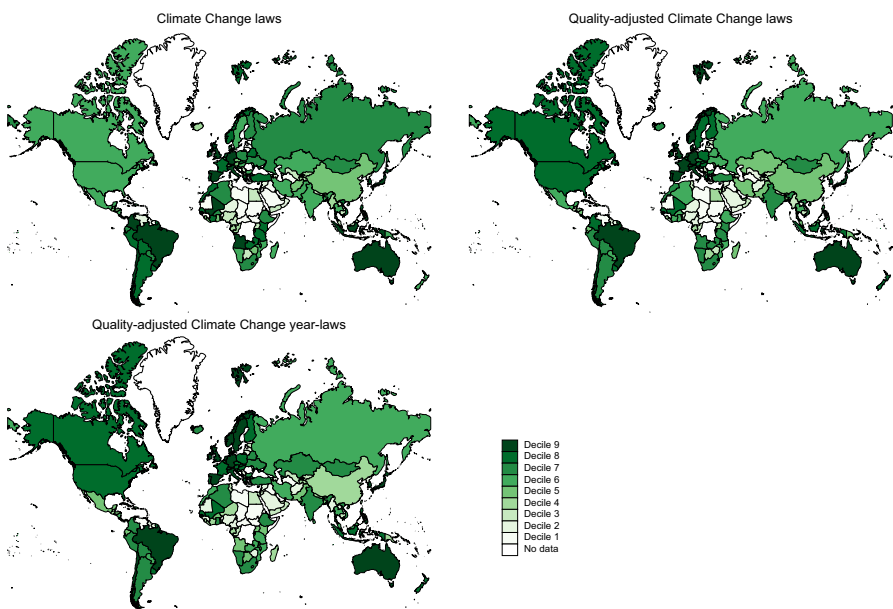 Climate Change laws
Quality-adjusted Climate Change laws
Quality-adjusted Climate Change year-laws
Decile 9
Decile 8
Decile 7
Decile 6
Decile 5
Decile 4
Decile 3
Decile 2
Decile 1
No data